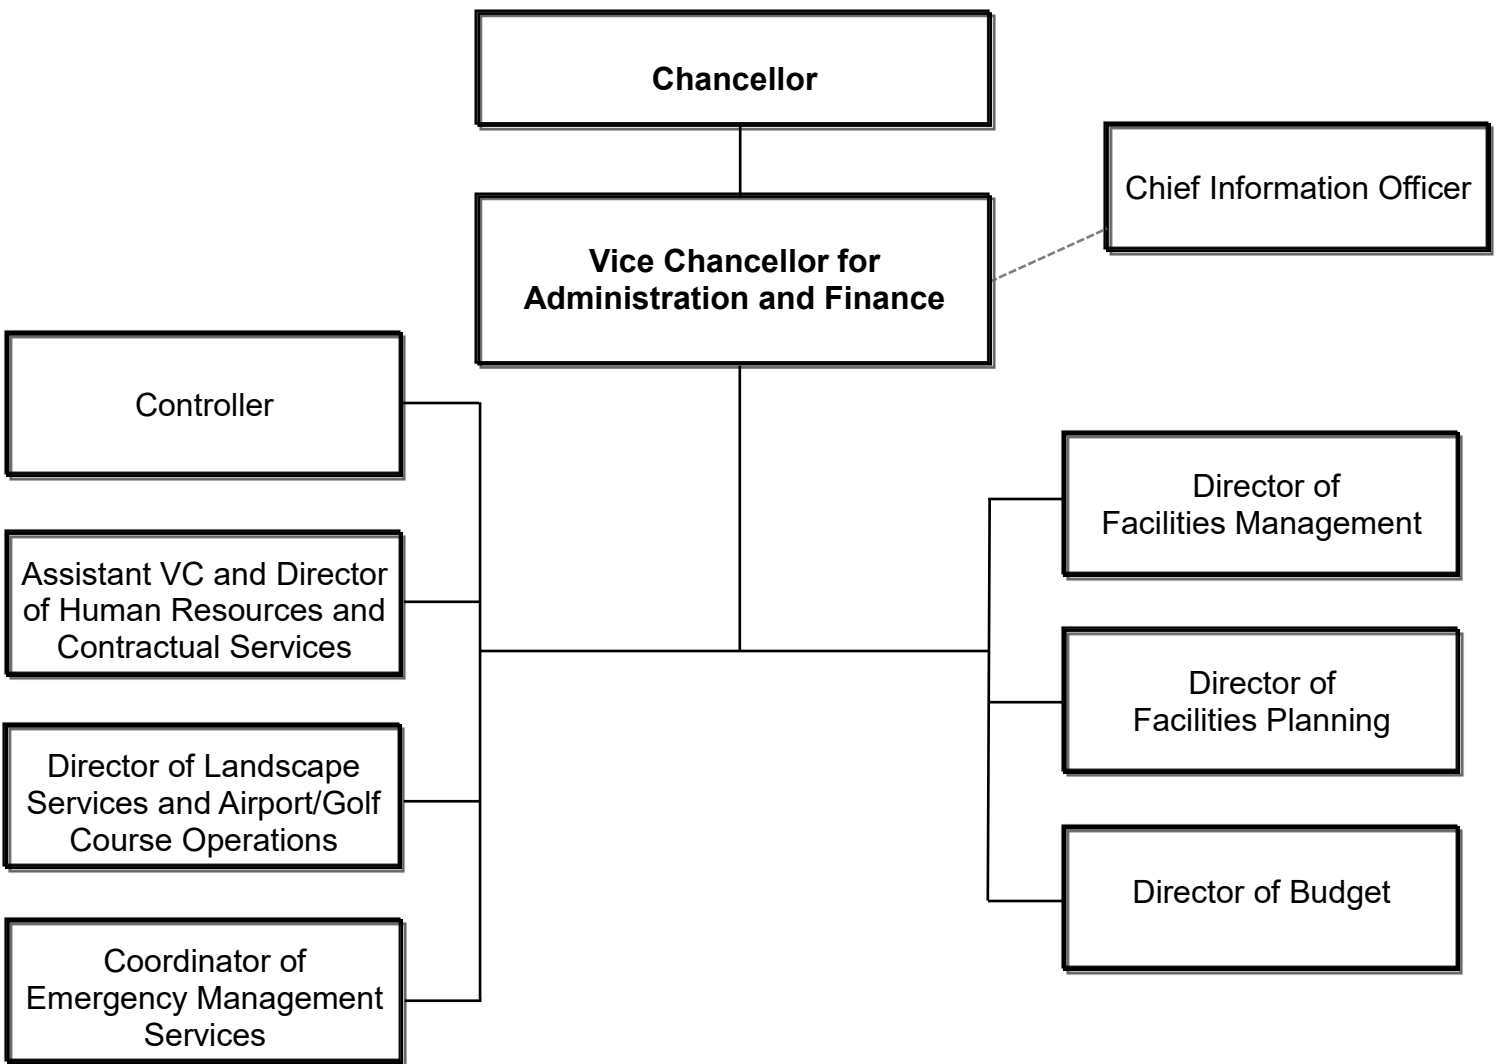 Chancellor
Chief Information Officer
Vice Chancellor for
Administration and Finance
Controller
Assistant VC and Director
of Human Resources and
Contractual Services
Director of Landscape
Services and Airport/Golf
Course Operations
Coordinator of
Emergency Management
Services
Director of
Facilities Management
Director of
Facilities Planning
Director of Budget